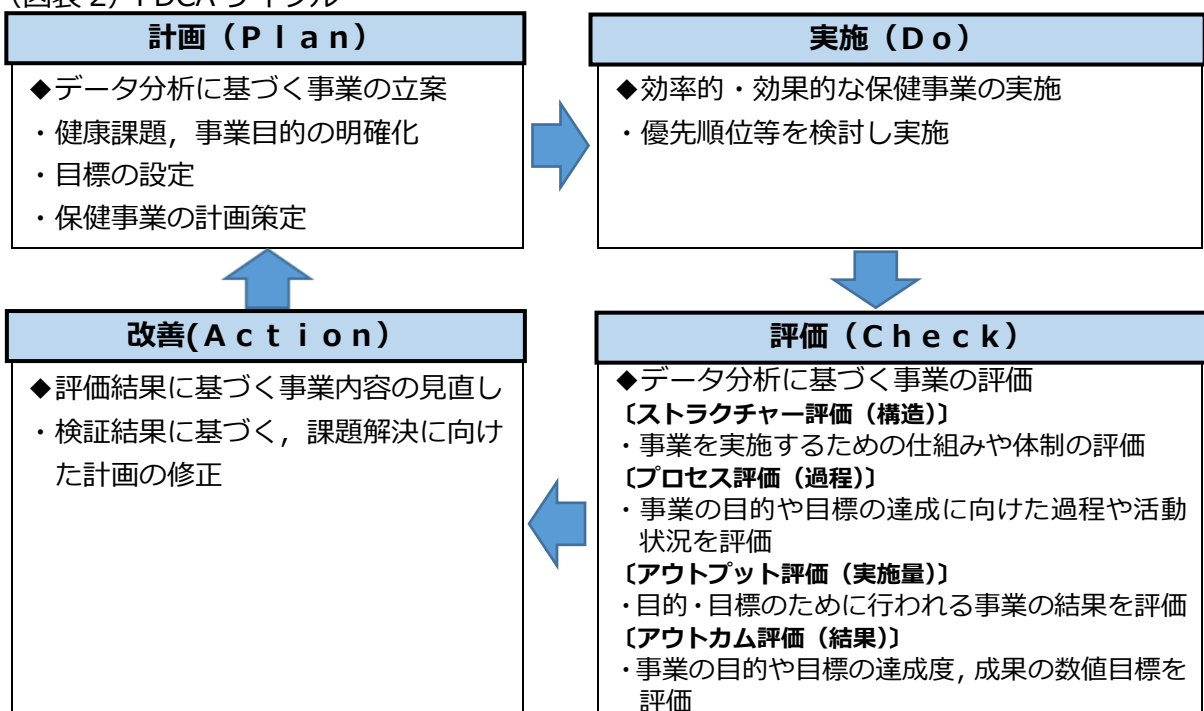 （図表 2）PDCA サイクル
計画（Ｐｌａｎ）
◆データ分析に基づく事業の立案
・健康課題，事業目的の明確化
・目標の設定
・保健事業の計画策定
実施（Ｄｏ）
◆効率的・効果的な保健事業の実施
・優先順位等を検討し実施
改善(Ａｃｔｉｏｎ）
◆評価結果に基づく事業内容の見直し
・検証結果に基づく，課題解決に向け
た計画の修正
評価（Ｃｈｅｃｋ）
◆データ分析に基づく事業の評価
〔ストラクチャー評価（構造）〕
・事業を実施するための仕組みや体制の評価
〔プロセス評価（過程）〕
・事業の目的や目標の達成に向けた過程や活動
状況を評価
〔アウトプット評価（実施量）〕
・目的・目標のために行われる事業の結果を評価
〔アウトカム評価（結果）〕
・事業の目的や目標の達成度，成果の数値目標を
評価